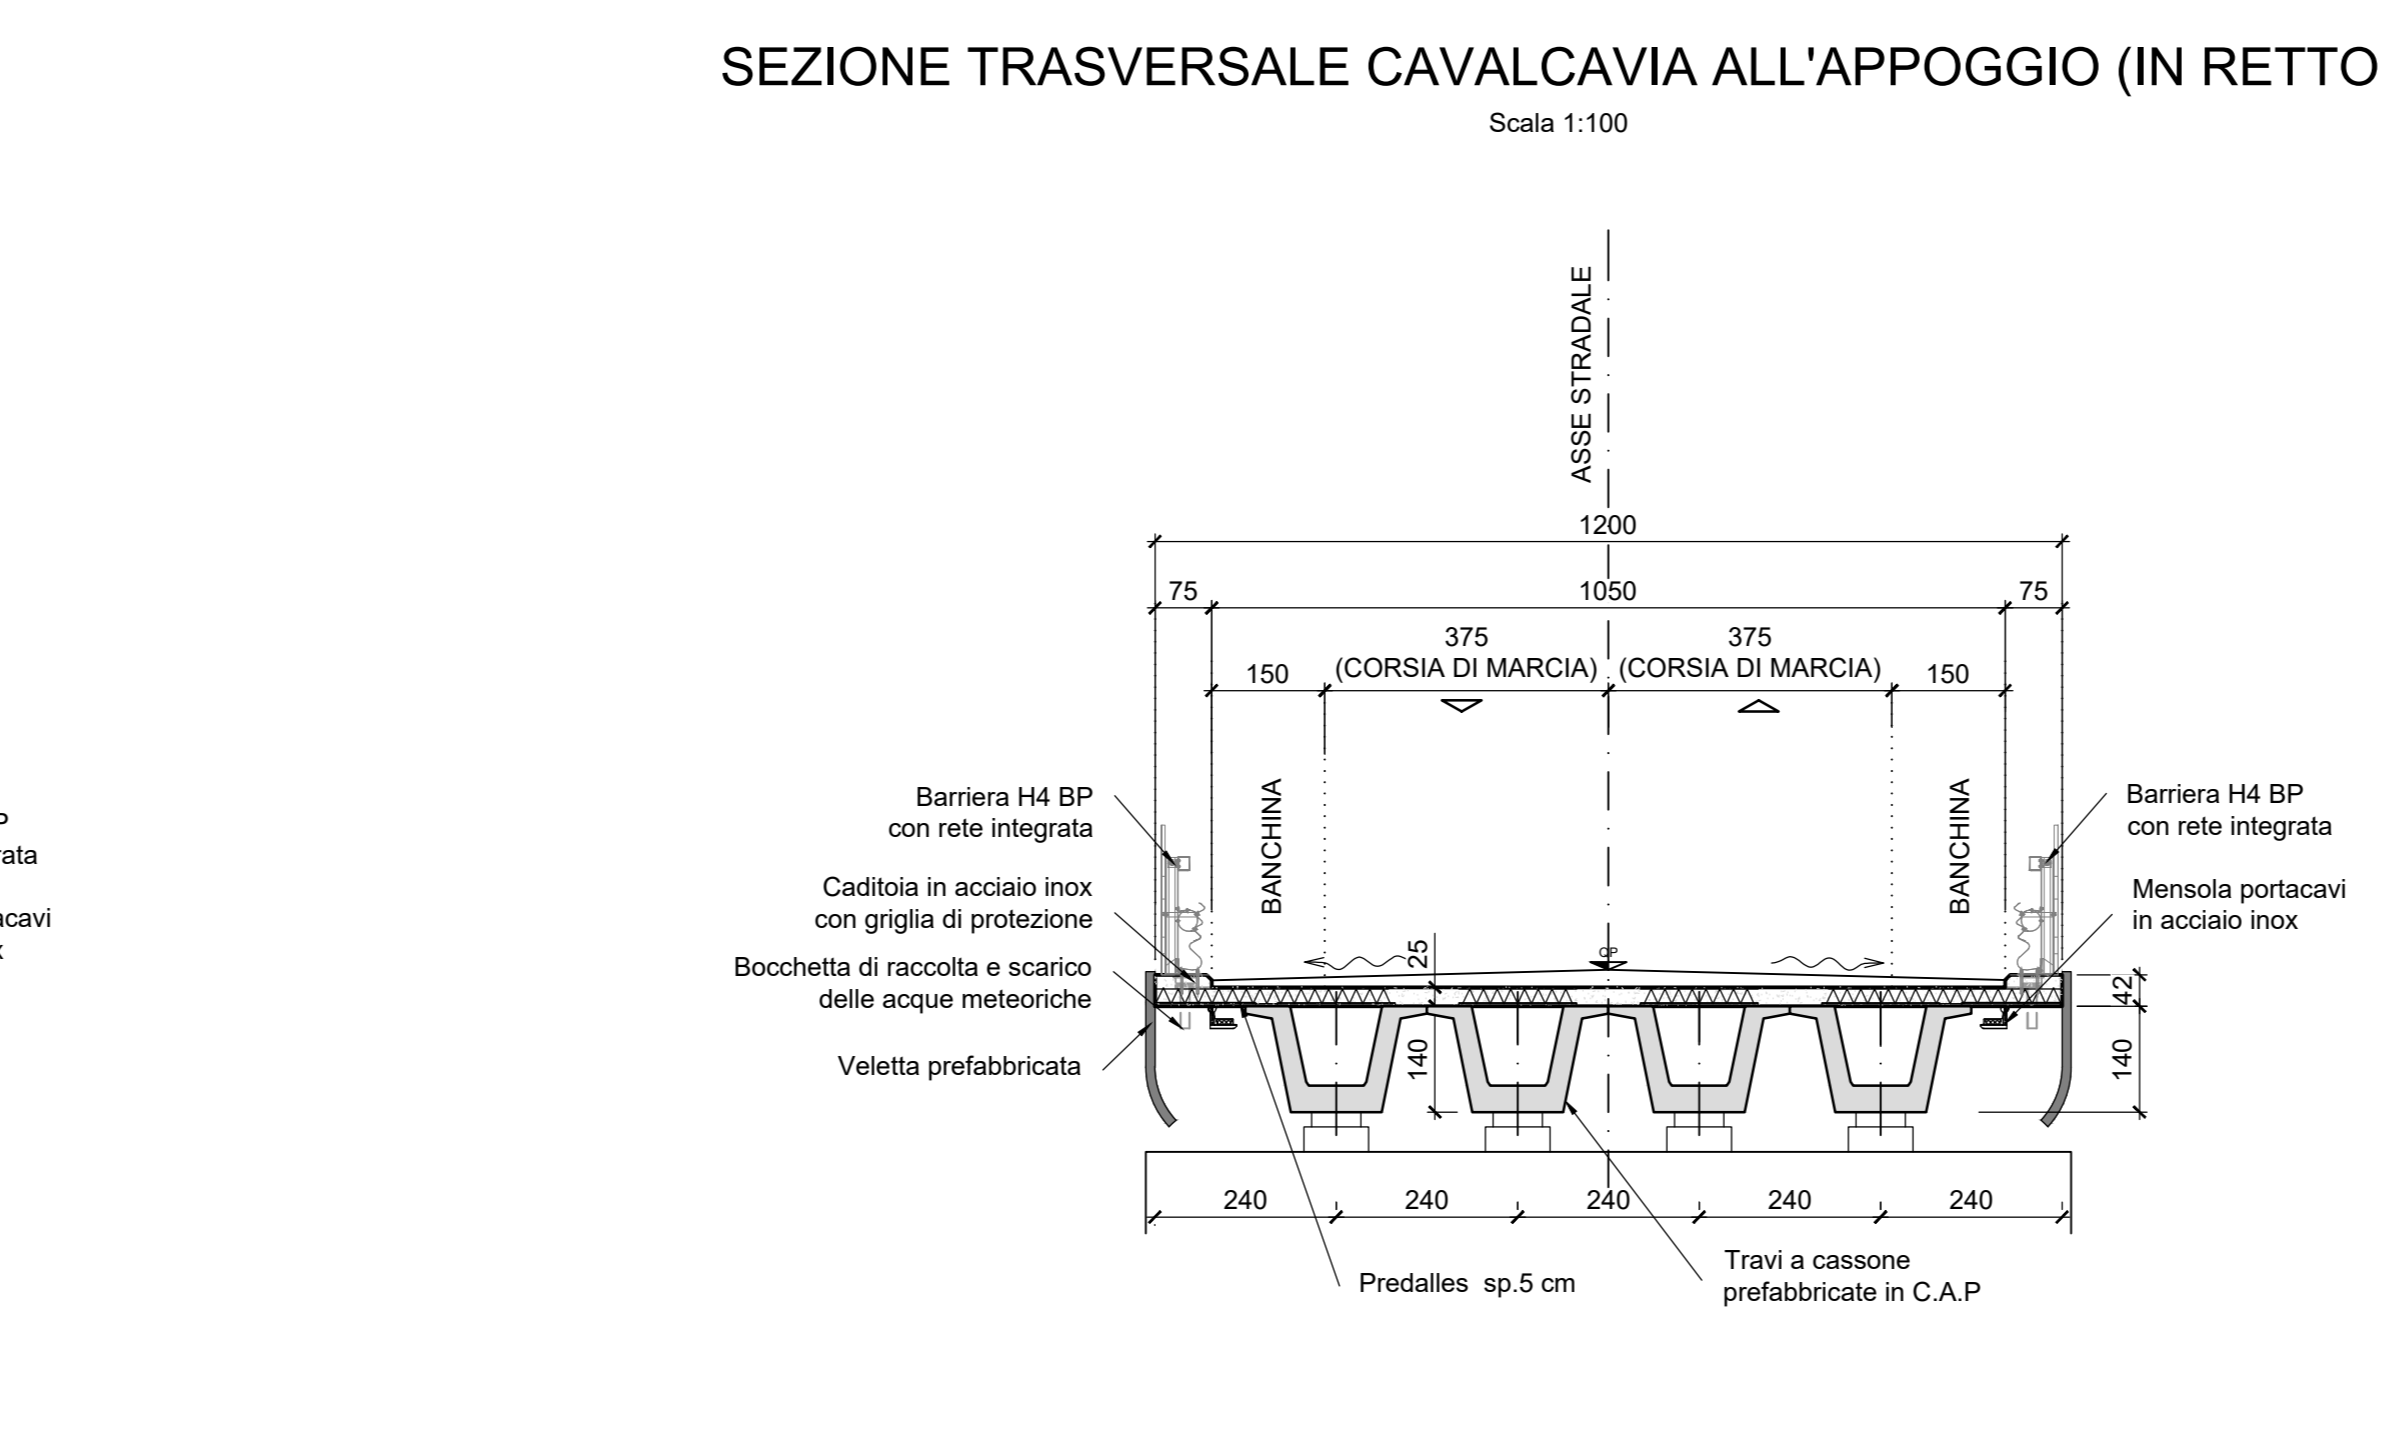 SEZIONE TRASVERSALE CAVALCAVIA ALL'APPOGGIO (IN RETTO
Scala 1:100
ASSE STRADALE
1200
75
1050
75
375
375
(CORSIA DI MARCIA)
(CORSIA DI MARCIA)
150
150
BANCHINA
BANCHINA
P
rata
acavi
x
Barriera H4 BP
con rete integrata
Caditoia in acciaio inox
con griglia di protezione
Bocchetta di raccolta e scarico
delle acque meteoriche
Veletta prefabbricata
Barriera H4 BP
con rete integrata
Mensola portacavi
in acciaio inox
25
QP
42
140
140
240
240
240
240
240
Predalles sp.5 cm
Travi a cassone
prefabbricate in C.A.P